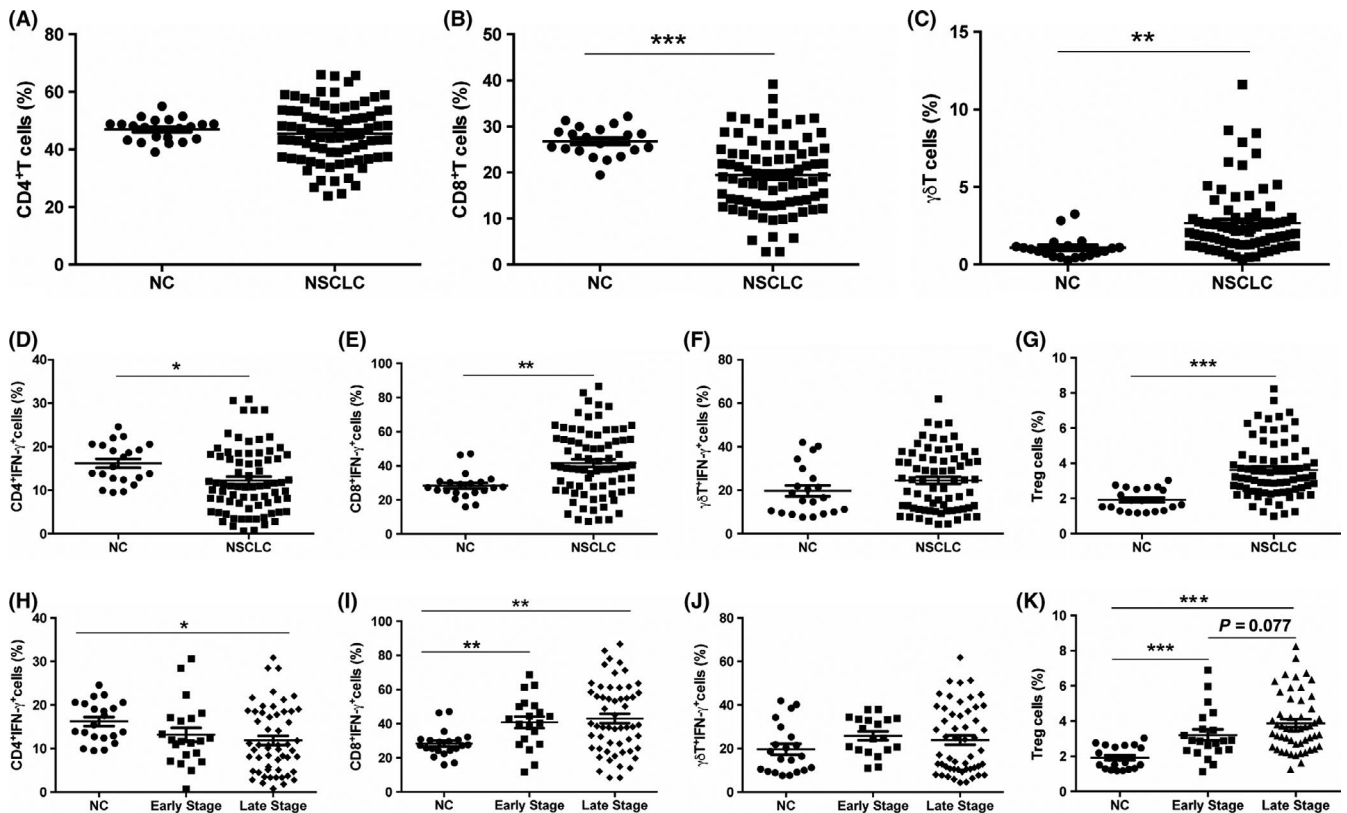 (A)
CD4⁺T cells (%)
80
60
40
20
0
NC
NSCLC
(B)
CD8⁺T cells (%)
50
40
30
20
10
0
***
NC
NSCLC
(C)
γδT cells (%)
15
10
5
0
**
NC
NSCLC
(D)
CD4⁺IFN-γ⁺cells (%)
40
30
20
10
0
*
NC
NSCLC
(E)
CD8⁺IFN-γ⁺cells (%)
100
80
60
40
20
0
**
NC
NSCLC
(F)
γδT⁺IFN-γ⁺cells (%)
80
60
40
20
0
NC
NSCLC
(G)
Treg cells (%)
10
8
6
4
2
0
***
NC
NSCLC
(H)
CD4⁺IFN-γ⁺cells (%)
40
30
20
10
0
*
NC
Early Stage
Late Stage
(I)
CD8⁺IFN-γ⁺cells (%)
100
80
60
40
20
0
**
**
NC
Early Stage
Late Stage
(J)
γδT⁺IFN-γ⁺cells (%)
80
60
40
20
0
NC
Early Stage
Late Stage
(K)
Treg cells (%)
10
8
6
4
2
0
***
P = 0.077
***
NC
Early Stage
Late Stage